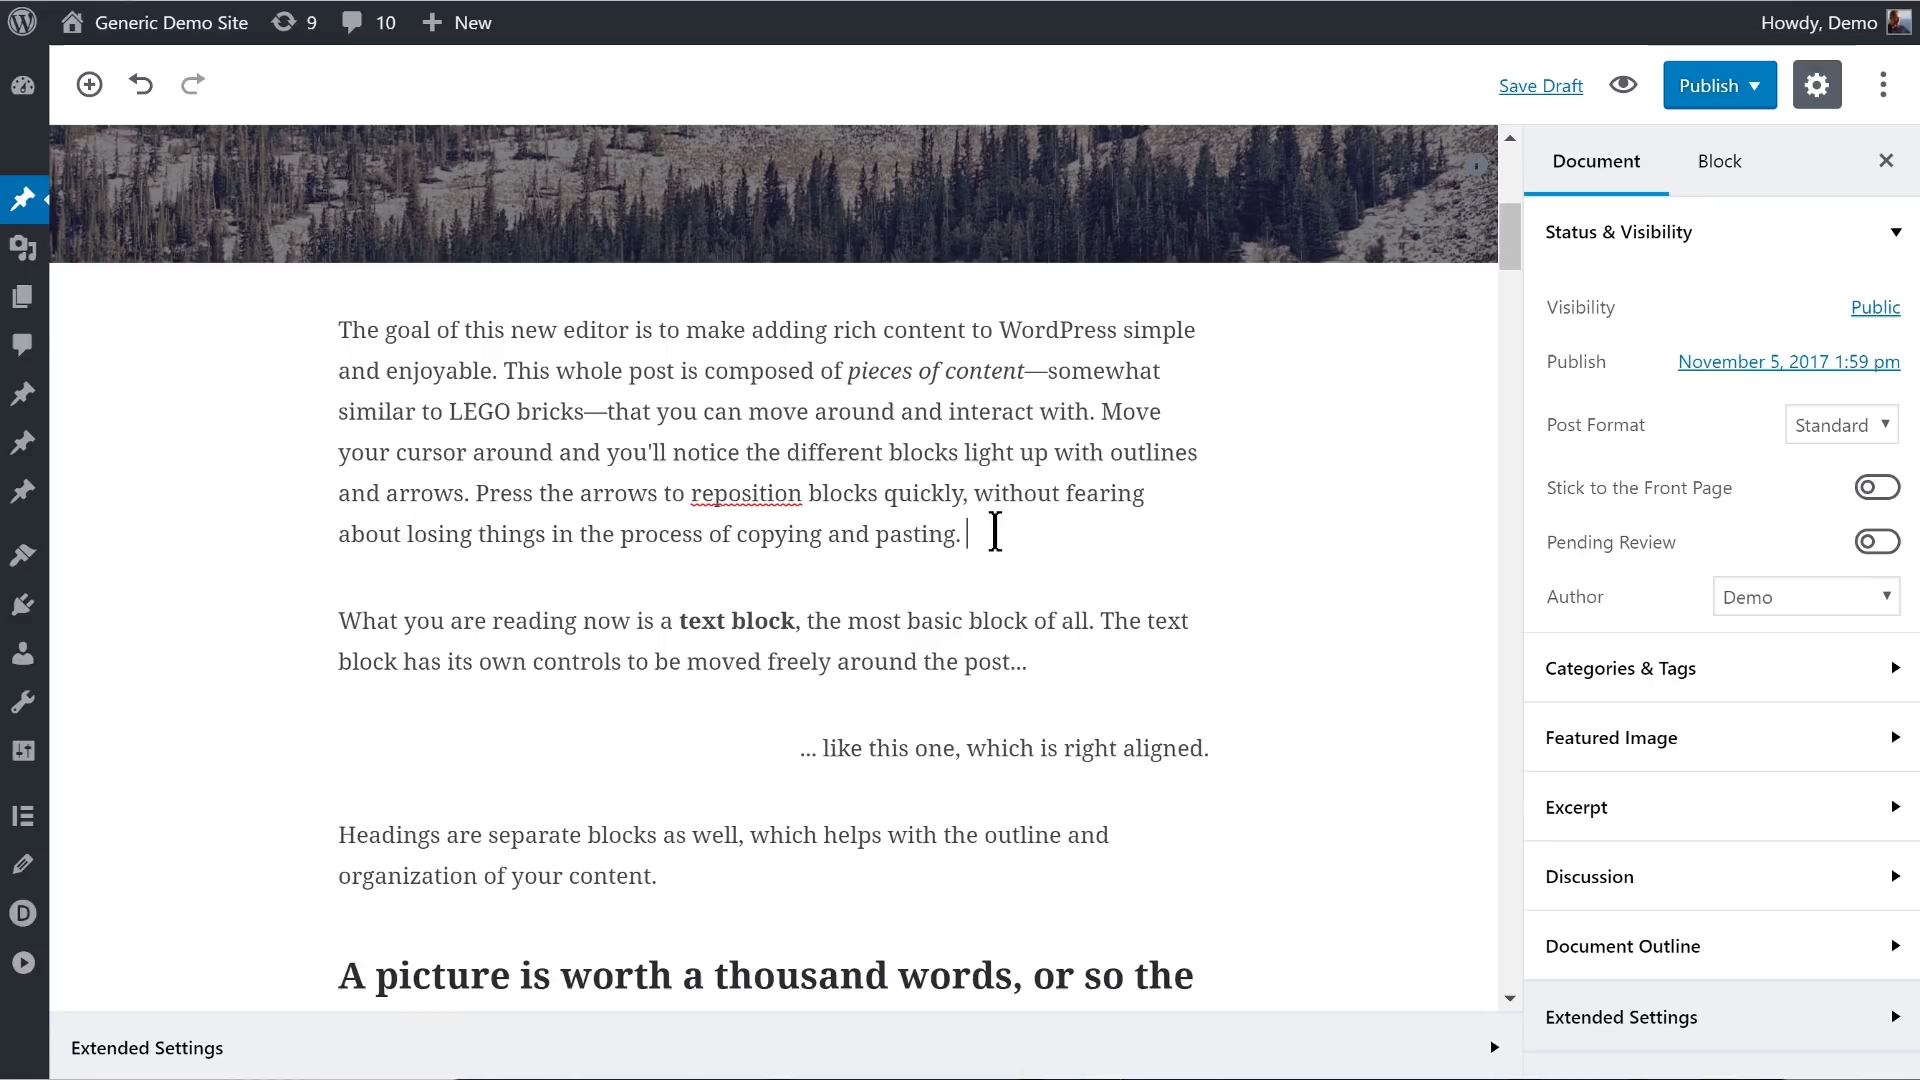 Generic Demo Site 9 10 New Howdy, Demo
Save Draft Publish
Document Block
Status & Visibility
Visibility Public
Publish November 5, 2017 1:59 pm
Post Format Standard
Stick to the Front Page
Pending Review
Author Demo
Categories & Tags
Featured Image
Excerpt
Discussion
Document Outline
Extended Settings
The goal of this new editor is to make adding rich content to WordPress simple
and enjoyable. This whole post is composed of pieces of content—somewhat
similar to LEGO bricks—that you can move around and interact with. Move
your cursor around and you'll notice the different blocks light up with outlines
and arrows. Press the arrows to reposition blocks quickly, without fearing
about losing things in the process of copying and pasting.
What you are reading now is a text block, the most basic block of all. The text
block has its own controls to be moved freely around the post...
... like this one, which is right aligned.
Headings are separate blocks as well, which helps with the outline and
organization of your content.
A picture is worth a thousand words, or so the
Extended Settings